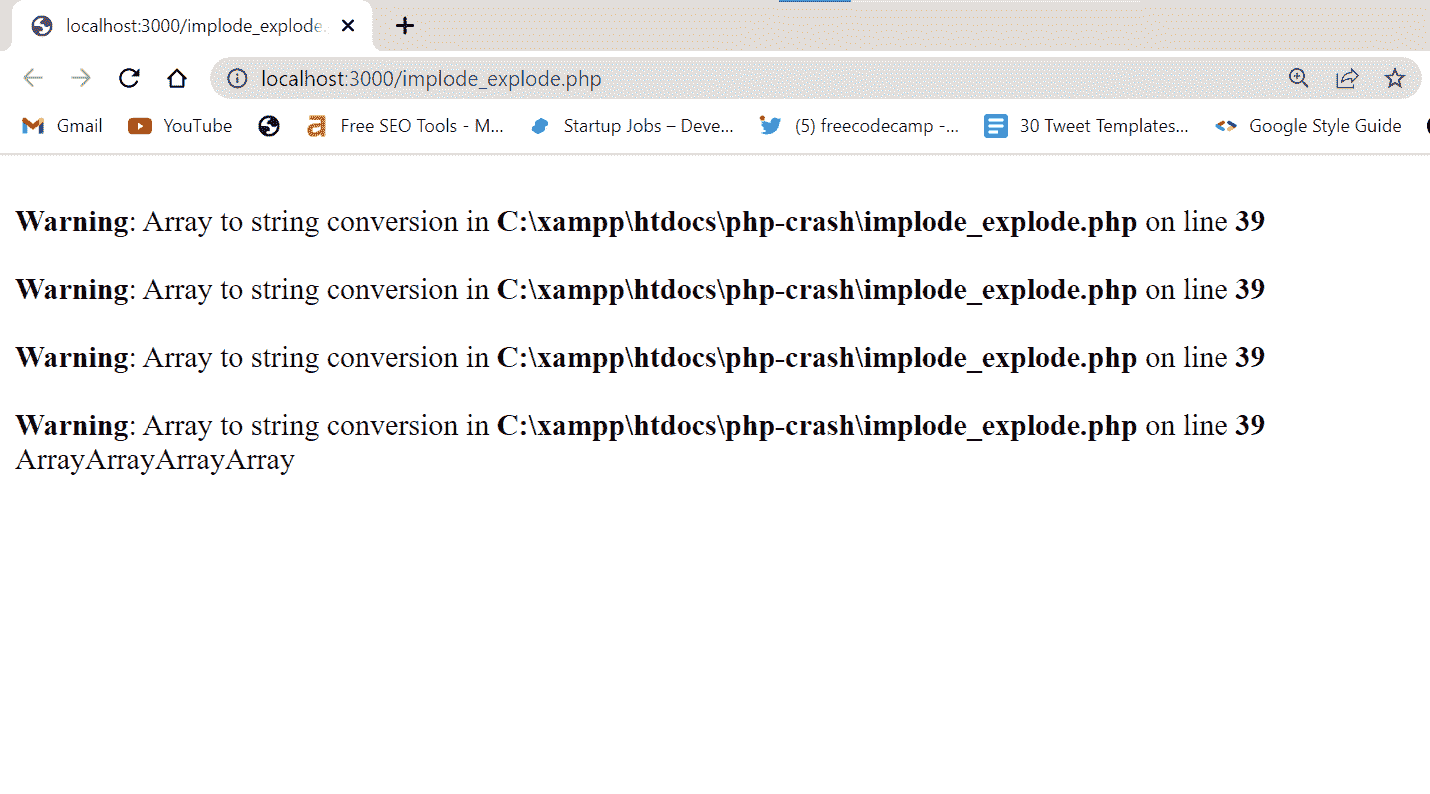 localhost:3000/implode_explode.
localhost:3000/implode_explode.php
Gmail YouTube Free SEO Tools - M... Startup Jobs – Deve... (5) freecodecamp -... 30 Tweet Templates... Google Style Guide
Warning: Array to string conversion in C:\xampp\htdocs\php-crash\implode_explode.php on line 39
Warning: Array to string conversion in C:\xampp\htdocs\php-crash\implode_explode.php on line 39
Warning: Array to string conversion in C:\xampp\htdocs\php-crash\implode_explode.php on line 39
Warning: Array to string conversion in C:\xampp\htdocs\php-crash\implode_explode.php on line 39
ArrayArrayArrayArray